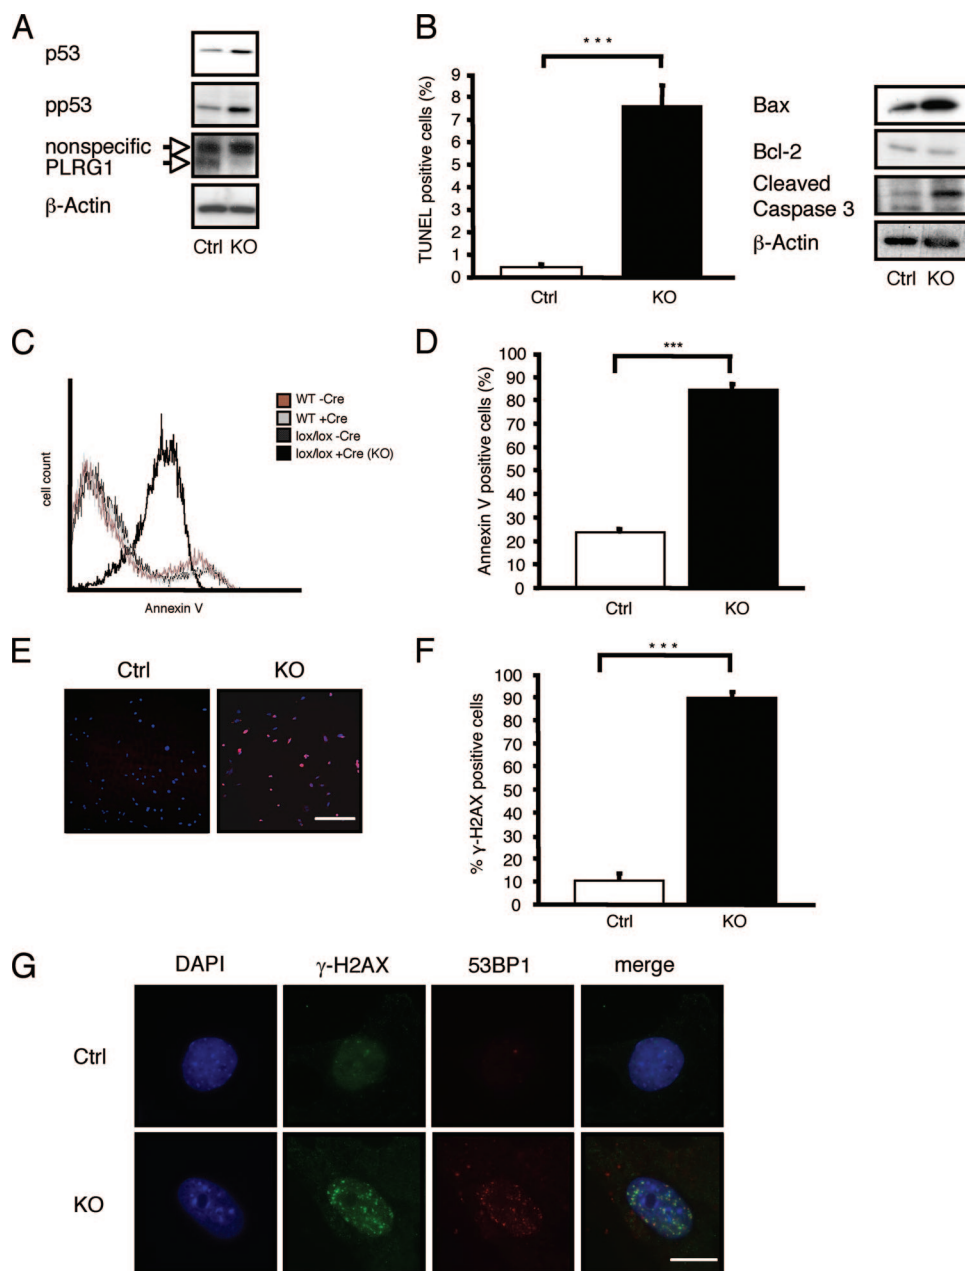 A
p53
pp53
nonspecific
PLRG1
β-Actin
Ctrl KO
B
***
TUNEL positive cells (%)
9
8
7
6
5
4
3
2
1
0
Ctrl KO
Bax
Bcl-2
Cleaved
Caspase 3
β-Actin
Ctrl KO
C
cell count
Annexin V
WT -Cre
WT +Cre
lox/lox -Cre
lox/lox +Cre (KO)
D
***
Annexin V positive cells (%)
100
90
80
70
60
50
40
30
20
10
0
Ctrl KO
E
Ctrl KO
F
***
% γ-H2AX positive cells
100
90
80
70
60
50
40
30
20
10
0
Ctrl KO
G
DAPI γ-H2AX 53BP1 merge
Ctrl
KO